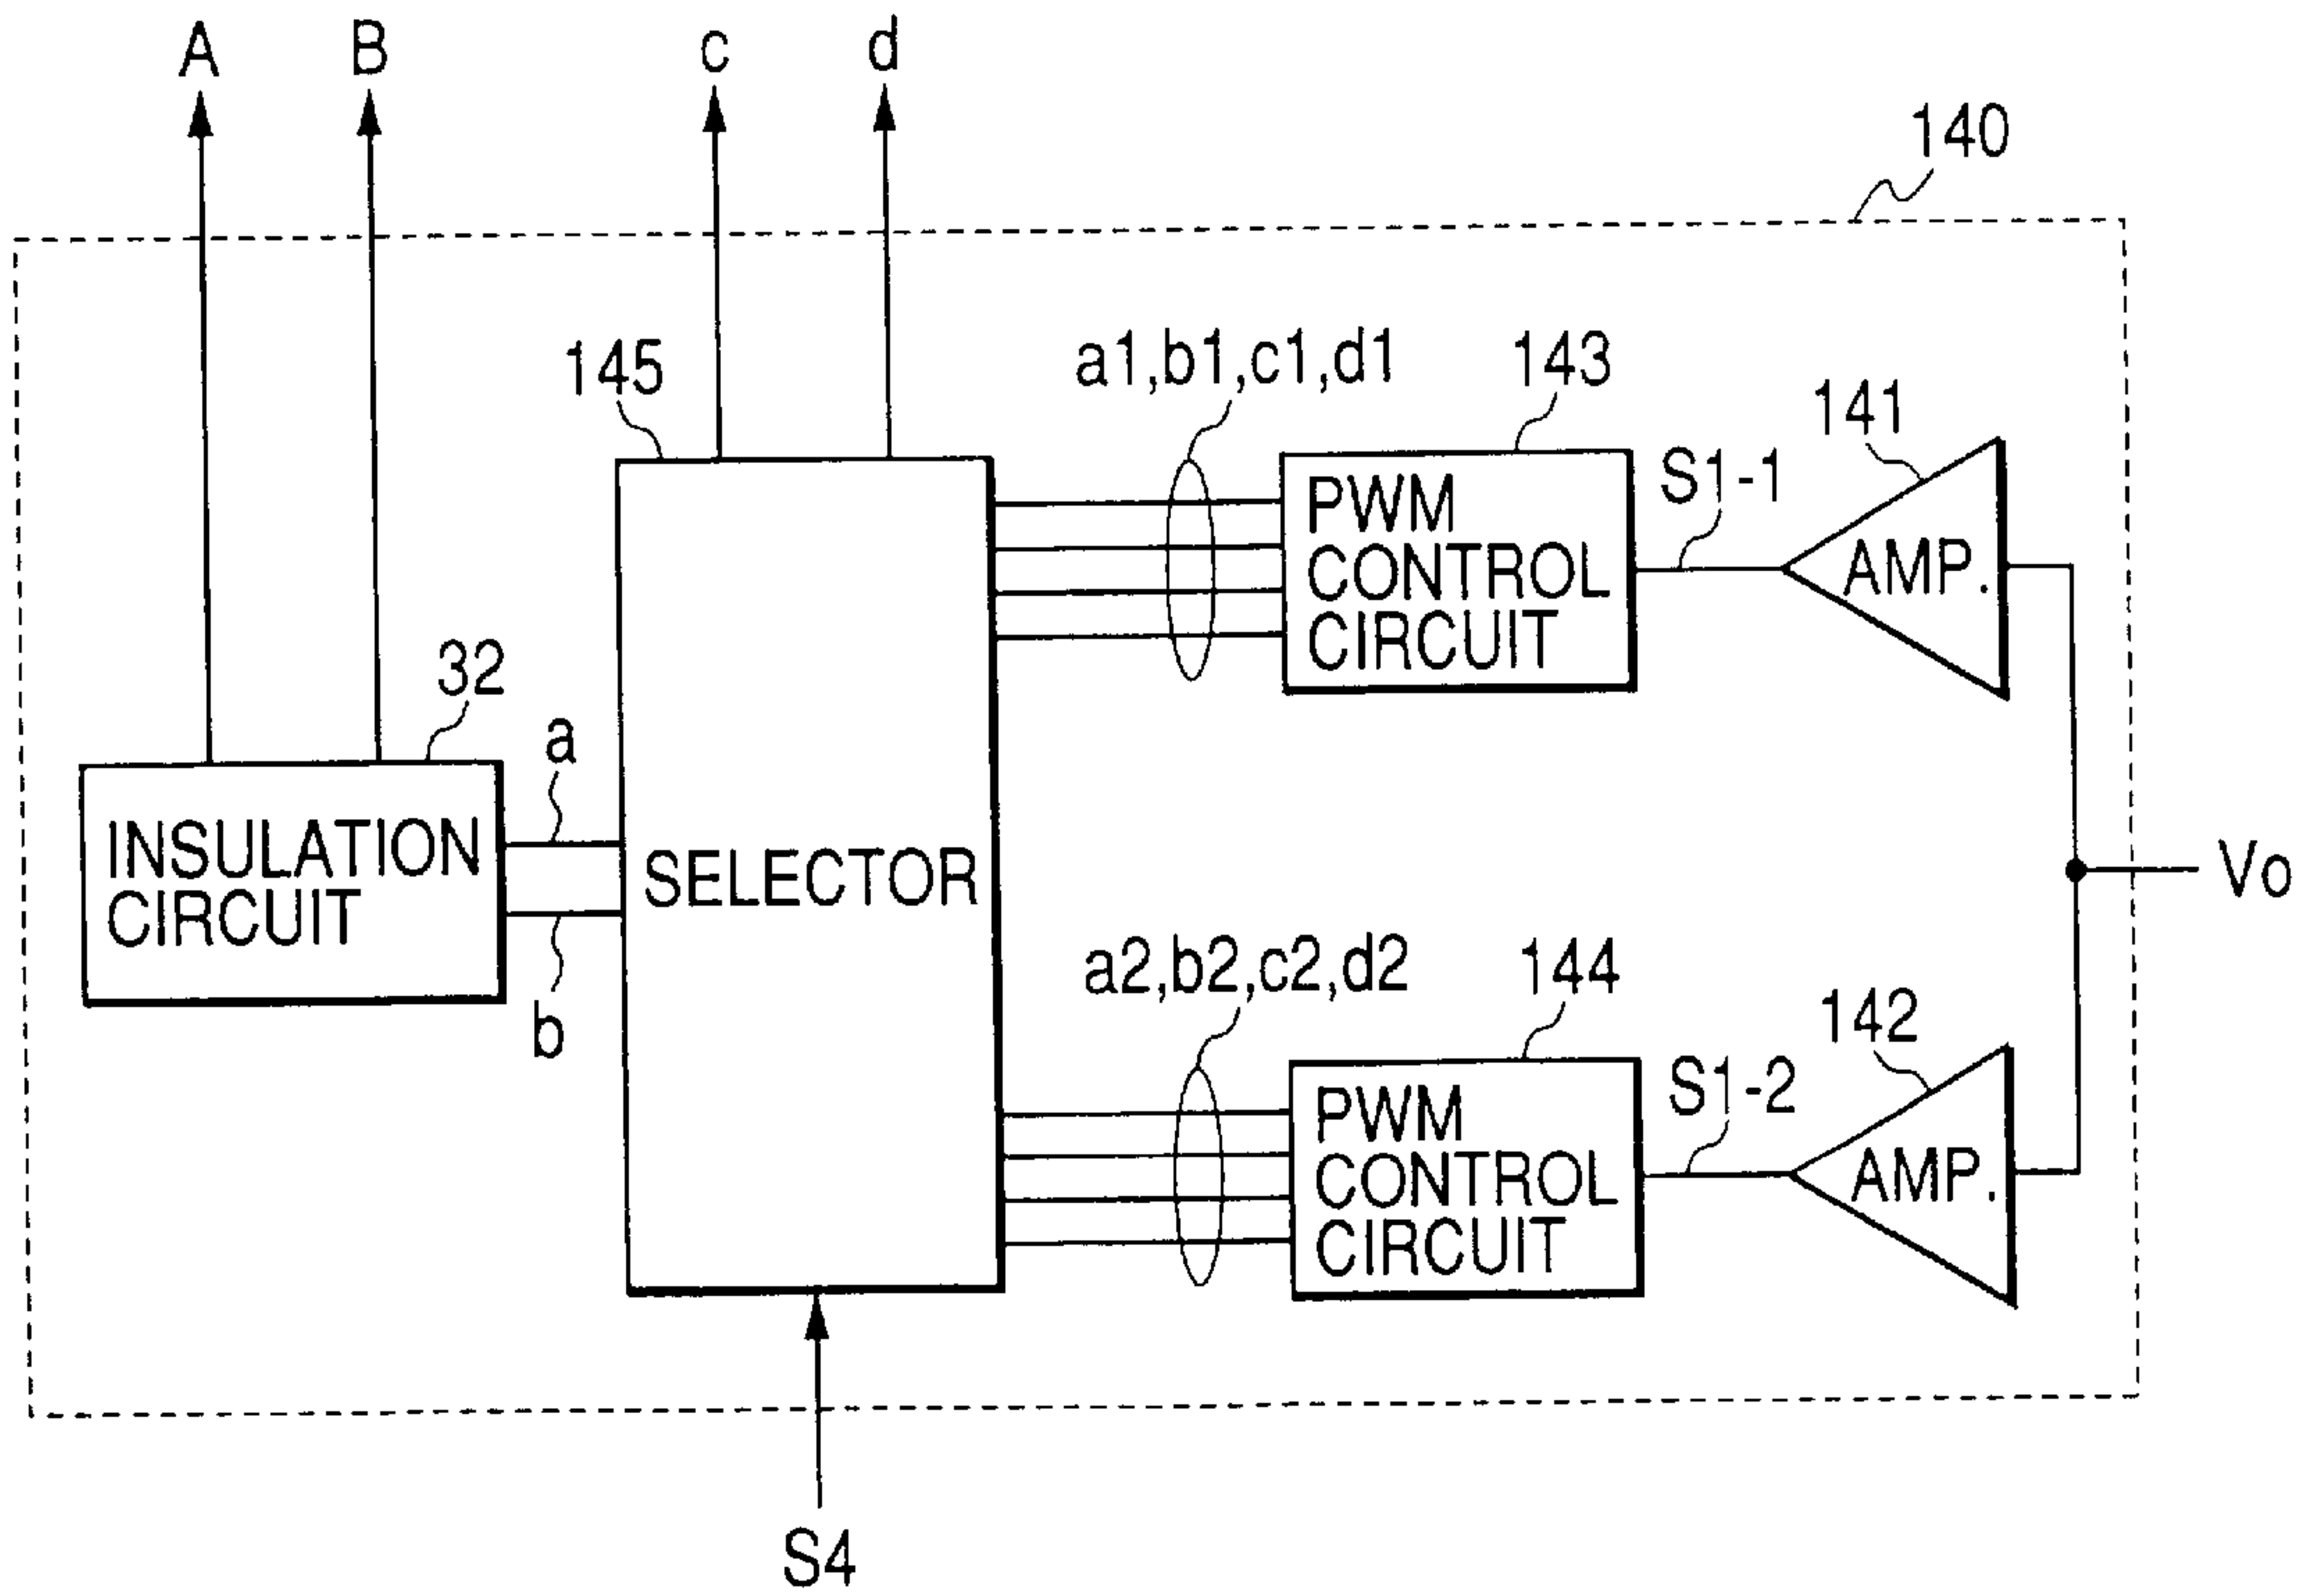 A
B
c
d
140
145
a1,b1,c1,d1
143
141
S1-1
PWM
CONTROL
CIRCUIT
AMP.
32
a
INSULATION
CIRCUIT
SELECTOR
Vo
b
a2,b2,c2,d2
144
142
S1-2
PWM
CONTROL
CIRCUIT
AMP.
S4